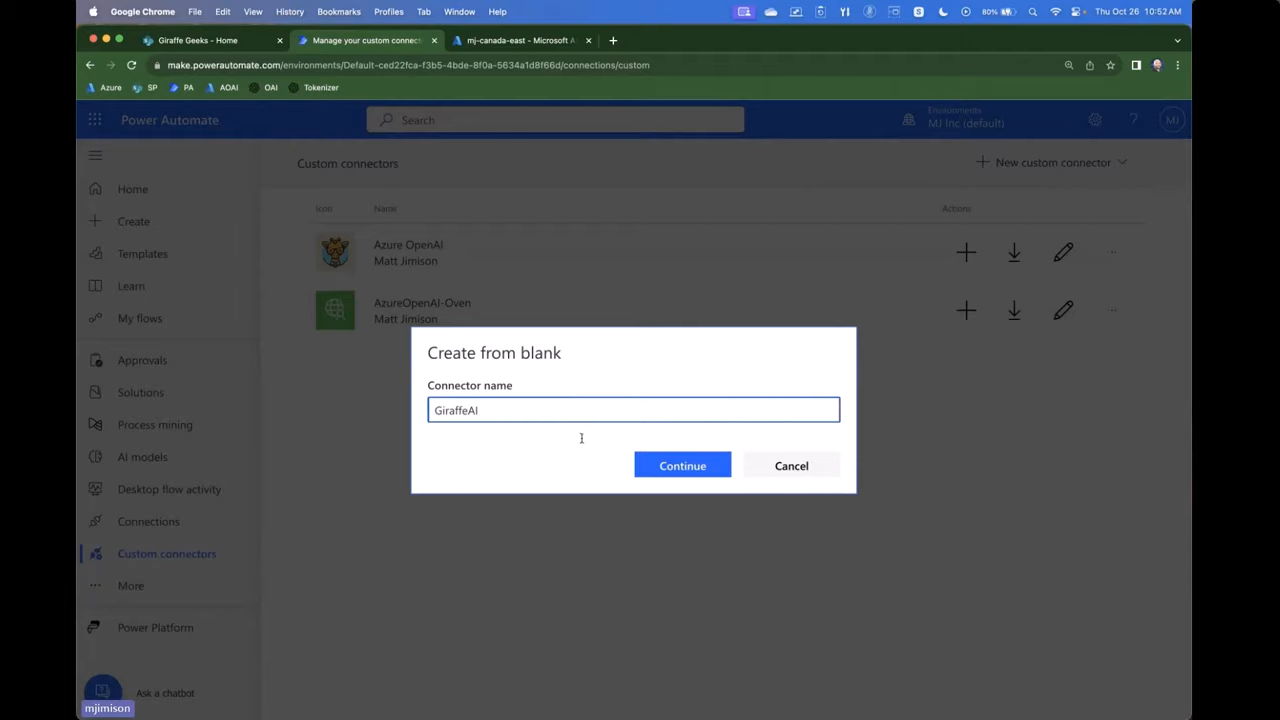 Google Chrome File Edit View History Bookmarks Profiles Tab Window Help 80% Thu Oct 26 10:52 AM
Giraffe Geeks - Home
Manage your custom connect
mj-canada-east - Microsoft A
make.powerautomate.com/environments/Default-ced22fca-f3b5-4bde-8f0a-5634a1d8f66d/connections/custom
Azure SP PA AOAI OAI Tokenizer
Power Automate
Search
Environments
MJ Inc (default)
MJ
Custom connectors
New custom connector
Home
Create
Templates
Learn
My flows
Approvals
Solutions
Process mining
AI models
Desktop flow activity
Connections
Custom connectors
More
Power Platform
Ask a chatbot
Icon Name Actions
Azure OpenAI
Matt Jimison
AzureOpenAI-Oven
Matt Jimison
Create from blank
Connector name
GiraffeAI
Continue Cancel
mjimison